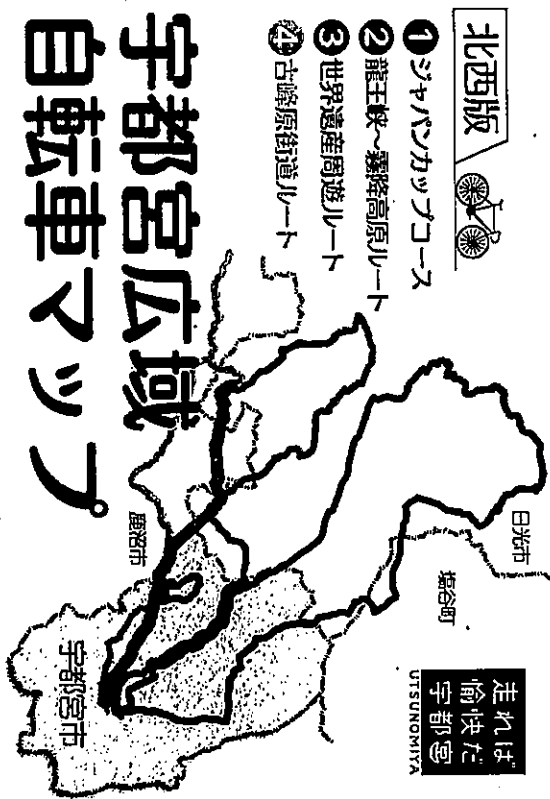 北西版
1 ジャパンカップコース
2 龍王峡～霧降高原ルート
3 世界遺産周遊ルート
4 古峰原街道ルート
宇都宮広域
自転車マップ
日光市
塩谷町
鹿沼市
宇都宮市
走れば
愉快だ
宇都宮
UTSUNOMIYA